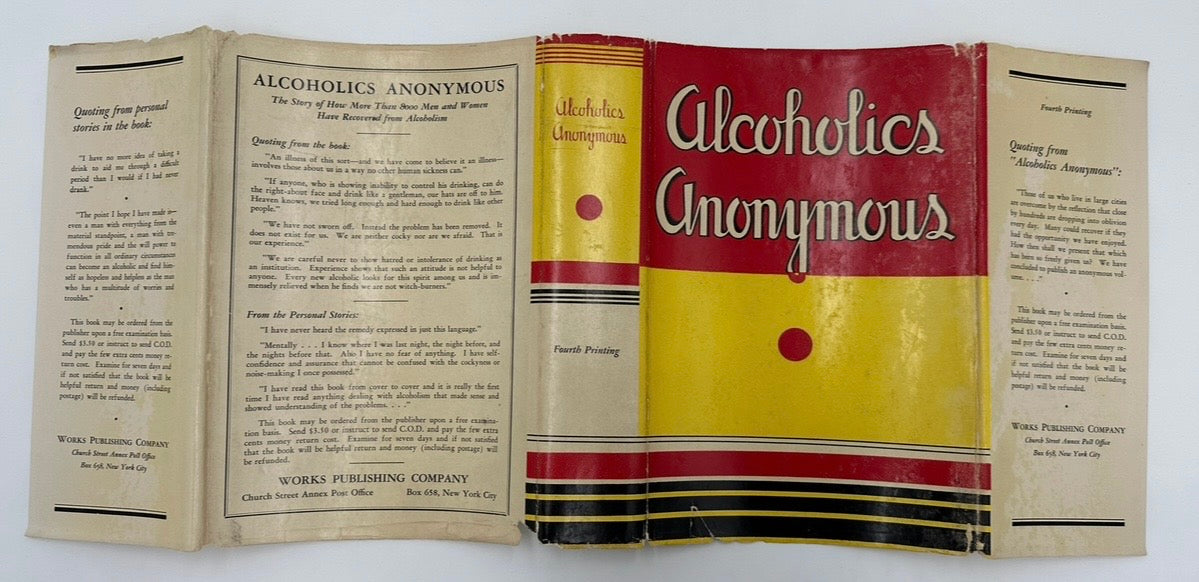 Quoting from personal
stories in the book:
"I have no more idea of taking a
drink to aid me through a difficult
period than I would if I had never
drank."
"The point I hope I have made is—
even a man with everything from the
material standpoint, a man with tre-
mendous pride and the will power to
function in all ordinary circumstances
can become an alcoholic and find him-
self as hopeless and helpless as the man
who has a multitude of worries and
troubles."
This book may be ordered from the
publisher upon a free examination basis.
Send $3.50 or instruct to send C.O.D.
and pay the few extra cents money re-
turn cost. Examine for seven days and
if not satisfied that the book will be
helpful return and money (including
postage) will be refunded.
WORKS PUBLISHING COMPANY
Church Street Annex Post Office
Box 658, New York City
ALCOHOLICS ANONYMOUS
The Story of How More Than 8000 Men and Women
Have Recovered from Alcoholism
Quoting from the book:
"An illness of this sort—and we have come to believe it an illness—
involves those about us in a way no other human sickness can."
"If anyone, who is showing inability to control his drinking, can do
the right-about face and drink like a gentleman, our hats are off to him.
Heaven knows, we tried long enough and hard enough to drink like other
people."
"We have not sworn off. Instead the problem has been removed. It
does not exist for us. We are neither cocky nor are we afraid. That is
our experience."
"We are careful never to show hatred or intolerance of drinking as
an institution. Experience shows that such an attitude is not helpful to
anyone. Every new alcoholic looks for this spirit among us and is im-
mensely relieved when he finds we are not witch-burners."
From the Personal Stories:
"I have never heard the remedy expressed in just this language."
"Mentally . . . I know where I was last night, the night before, and
the nights before that. Also I have no fear of anything. I have self-
confidence and assurance that cannot be confused with the cockyness or
noise-making I once possessed."
"I have read this book from cover to cover and it is really the first
time I have read anything dealing with alcoholism that made sense and
showed understanding of the problems. . . ."
This book may be ordered from the publisher upon a free examina-
tion basis. Send $3.50 or instruct to send C.O.D. and pay the few extra
cents money return cost. Examine for seven days and if not satisfied
that the book will be helpful return and money (including postage) will
be refunded.
WORKS PUBLISHING COMPANY
Church Street Annex Post Office Box 658, New York City
Alcoholics
Anonymous
Fourth Printing
Alcoholics
Anonymous
Fourth Printing
Quoting from
"Alcoholics Anonymous":
"Those of us who live in large cities
are overcome by the reflection that close
by hundreds are dropping into oblivion
every day. Many could recover if they
had the opportunity we have enjoyed.
How then shall we present that which
has been so freely given us? We have
concluded to publish an anonymous vol-
ume. . . ."
This book may be ordered from the
publisher upon a free examination basis.
Send $3.50 or instruct to send C.O.D.
and pay the few extra cents money re-
turn cost. Examine for seven days and
if not satisfied that the book will be
helpful return and money (including
postage) will be refunded.
WORKS PUBLISHING COMPANY
Church Street Annex Post Office
Box 658, New York City